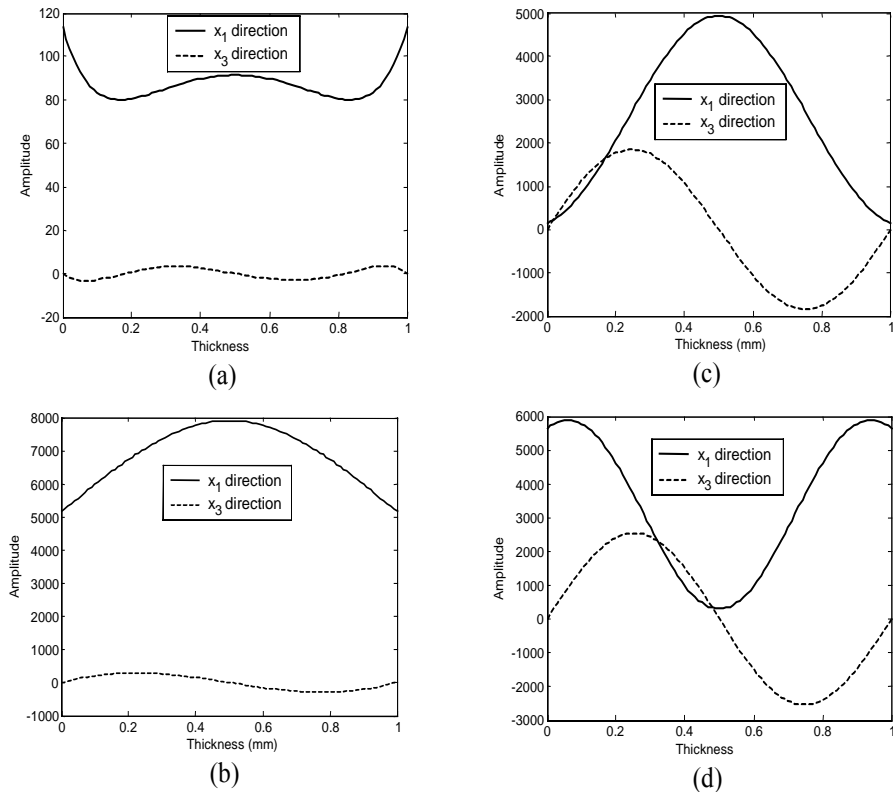 120
100
80
60
40
20
0
-20
Amplitude
x1 direction
x3 direction
0 0.2 0.4 0.6 0.8 1
Thickness
(a)
5000
4000
3000
2000
1000
0
-1000
-2000
Amplitude
x1 direction
x3 direction
0 0.2 0.4 0.6 0.8 1
Thickness (mm)
(c)
8000
7000
6000
5000
4000
3000
2000
1000
0
-1000
Amplitude
x1 direction
x3 direction
0 0.2 0.4 0.6 0.8 1
Thickness (mm)
(b)
6000
5000
4000
3000
2000
1000
0
-1000
-2000
-3000
Amplitude
x1 direction
x3 direction
0 0.2 0.4 0.6 0.8 1
Thickness
(d)